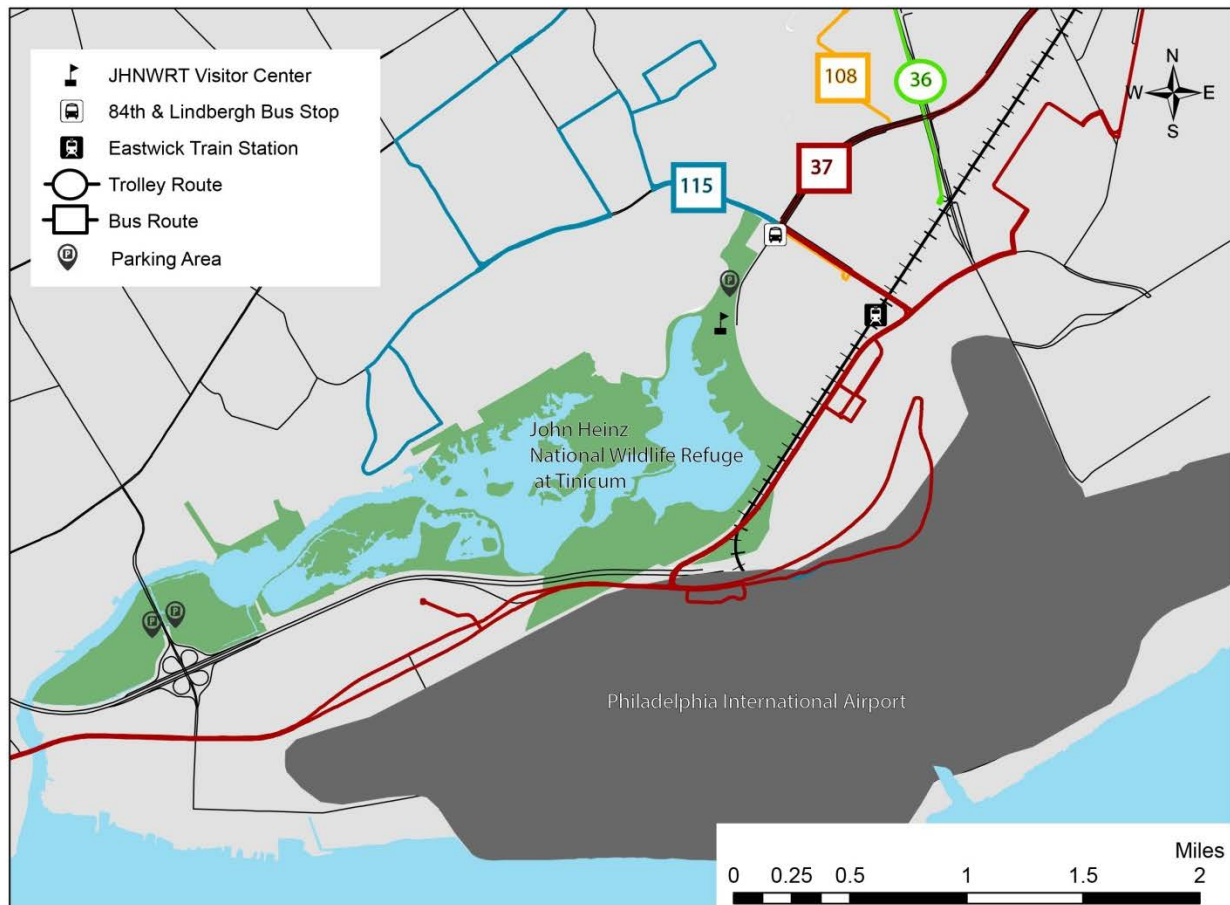 JHNWRT Visitor Center
84th & Lindbergh Bus Stop
Eastwick Train Station
Trolley Route
Bus Route
Parking Area
108
36
N
W E
S
37
115
John Heinz
National Wildlife Refuge
at Tinicum
Philadelphia International Airport
Miles
0 0.25 0.5 1 1.5 2